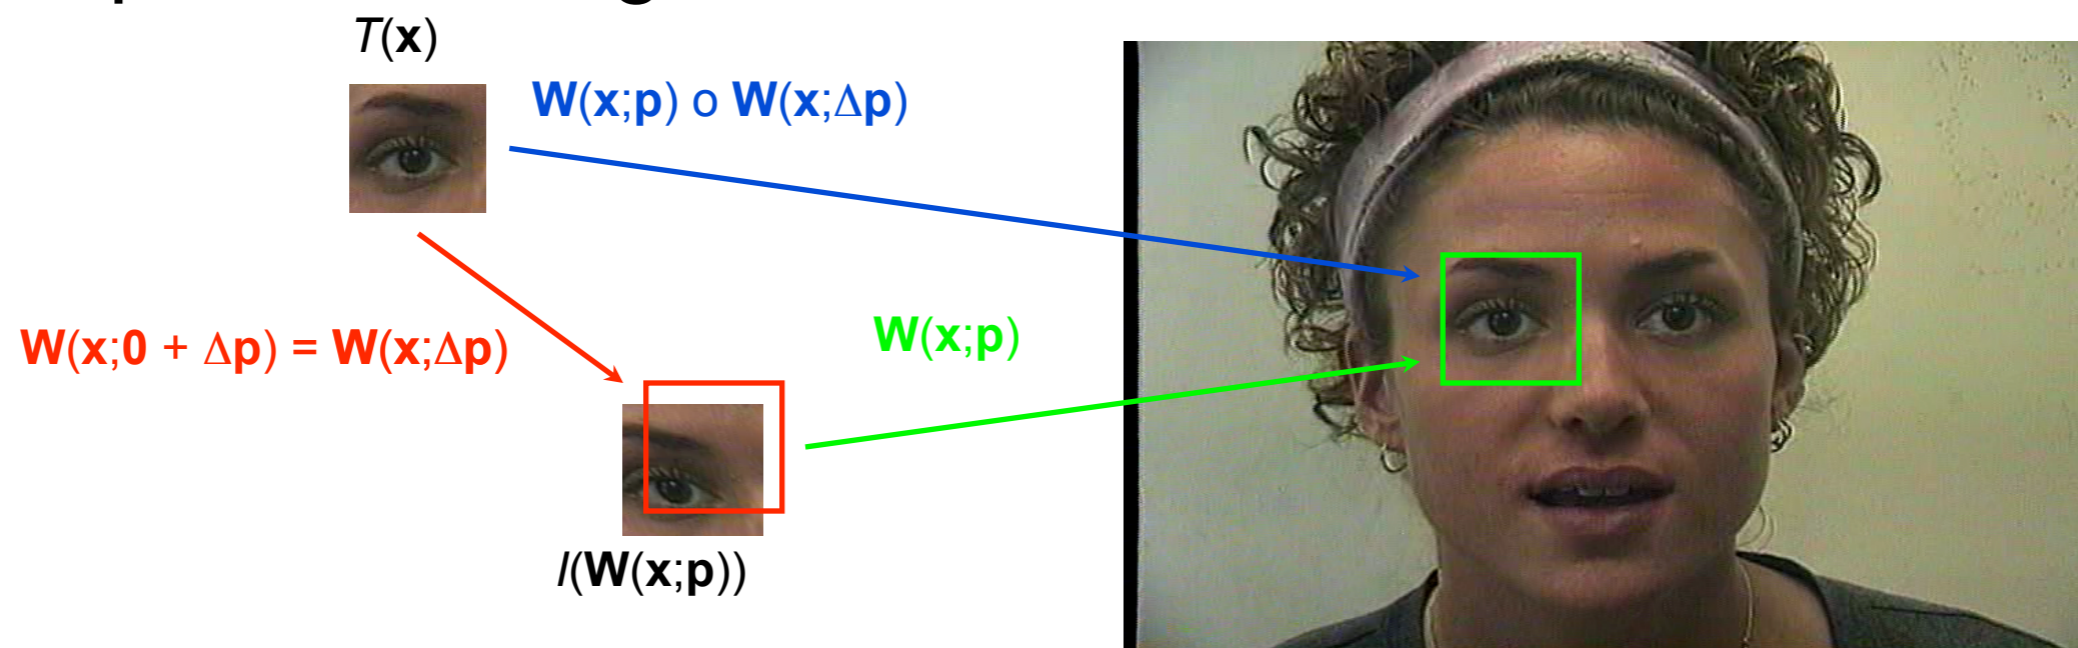 T(x)
W(x;p) o W(x;Δp)
W(x;p)
W(x;0 + Δp) = W(x;Δp)
I(W(x;p))